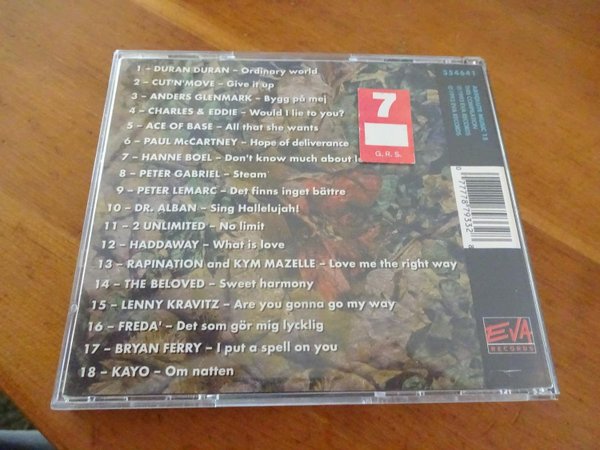 1 – DURAN DURAN – Ordinary world
2 – CUT'N'MOVE – Give it up
3 – ANDERS GLENMARK – Bygg på mej
4 – CHARLES & EDDIE – Would I lie to you?
5 – ACE OF BASE – All that she wants
6 – PAUL McCARTNEY – Hope of deliverance
7 – HANNE BOEL – Don't know much about
8 – PETER GABRIEL – Steam
9 – PETER LEMARC – Det finns inget bättre
10 – DR. ALBAN – Sing Hallelujah!
11 – 2 UNLIMITED – No limit
12 – HADDAWAY – What is love
13 – RAPINATION and KYM MAZELLE – Love me the right way
14 – THE BELOVED – Sweet harmony
15 – LENNY KRAVITZ – Are you gonna go my way
16 – FREDA' – Det som gör mig lycklig
17 – BRYAN FERRY – I put a spell on you
18 – KAYO – Om natten
7
G. R. S.
354641
EVA
RECORDS